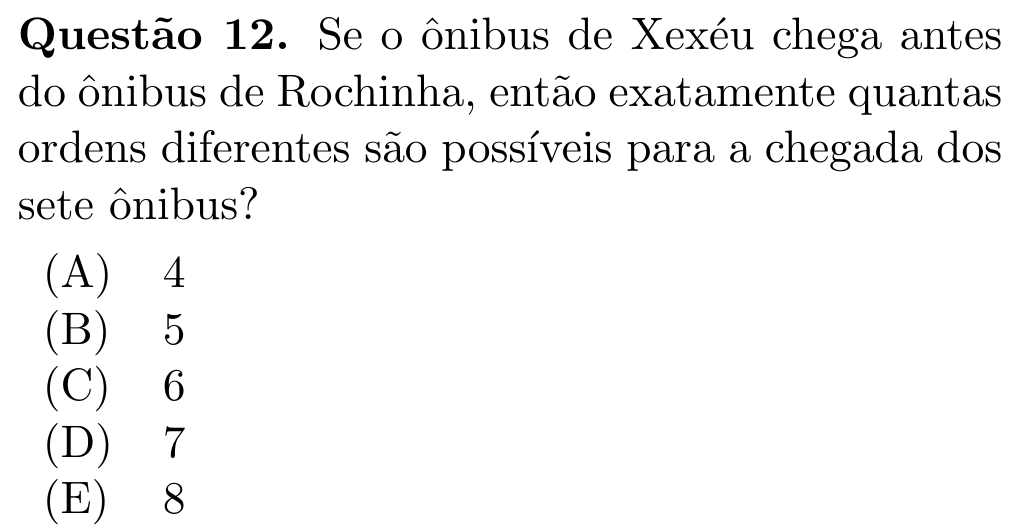 Questão 12. Se o ônibus de Xexéu chega antes
do ônibus de Rochinha, então exatamente quantas
ordens diferentes são possíveis para a chegada dos
sete ônibus?
(A) 4
(B) 5
(C) 6
(D) 7
(E) 8